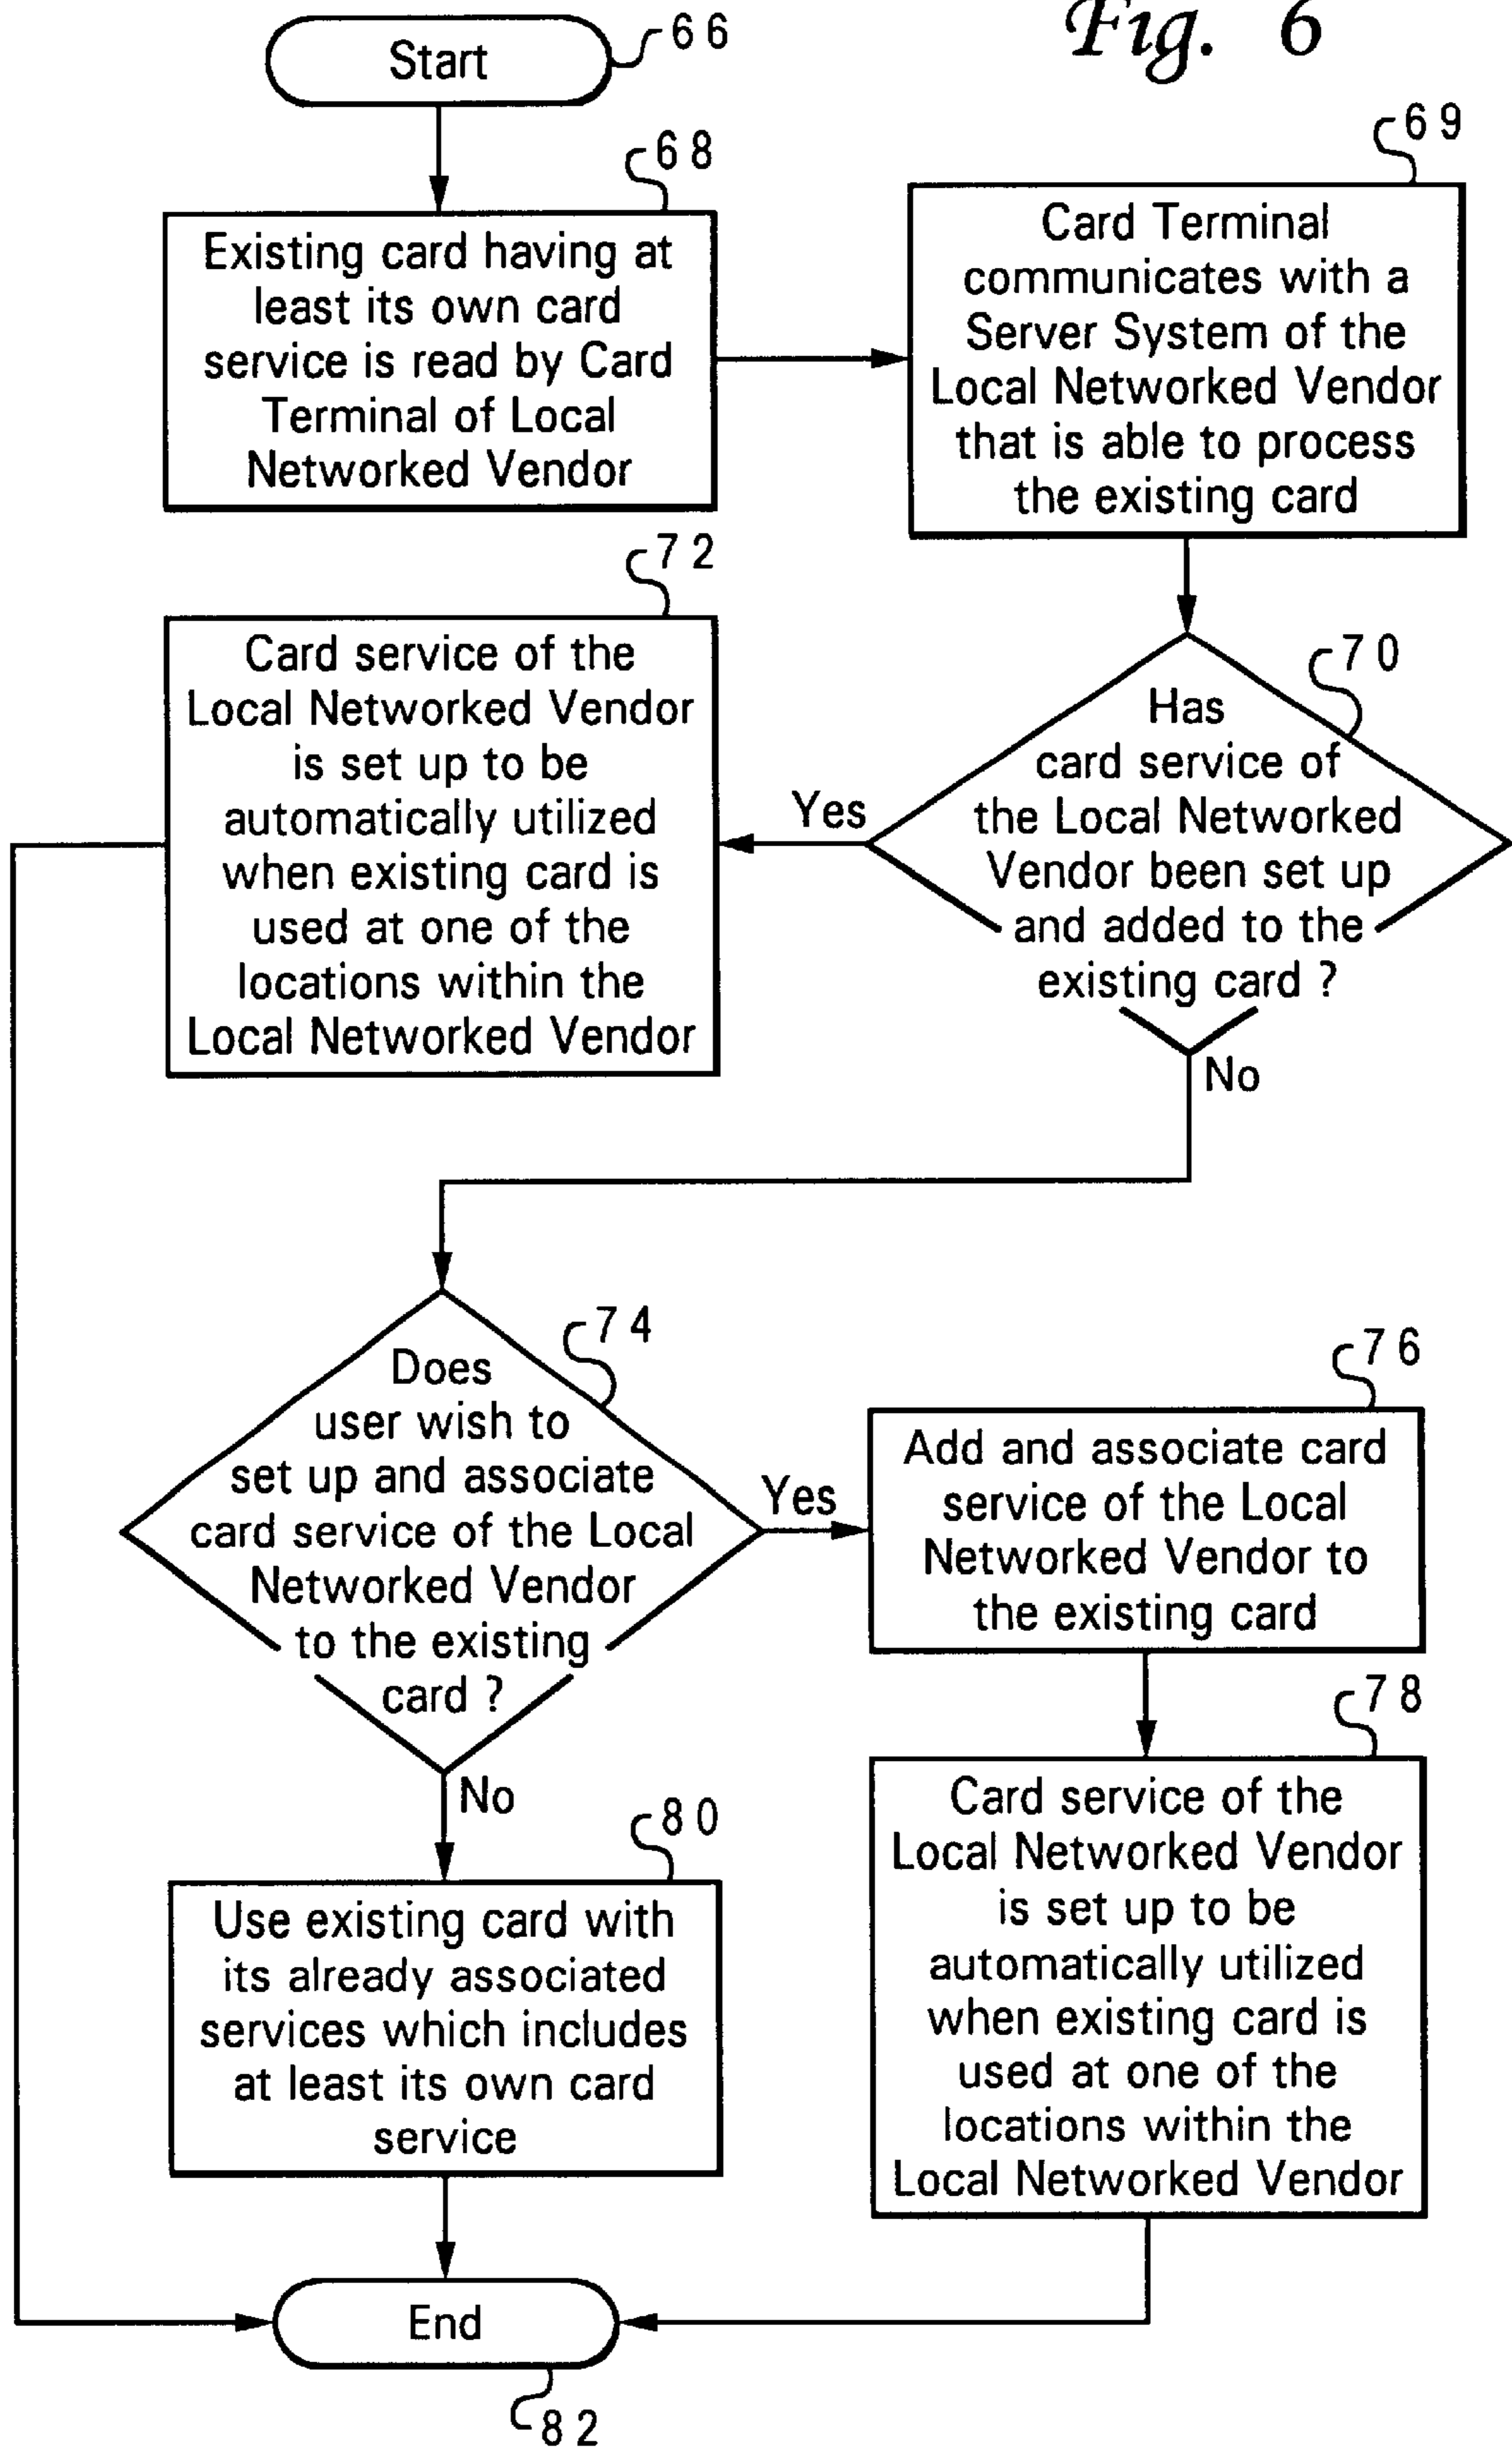 Fig. 6
Start
66
68
Existing card having at
least its own card
service is read by Card
Terminal of Local
Networked Vendor
69
Card Terminal
communicates with a
Server System of the
Local Networked Vendor
that is able to process
the existing card
70
Has
card service of
the Local Networked
Vendor been set up
and added to the
existing card ?
Yes
No
72
Card service of the
Local Networked Vendor
is set up to be
automatically utilized
when existing card is
used at one of the
locations within the
Local Networked Vendor
74
Does
user wish to
set up and associate
card service of the Local
Networked Vendor
to the existing
card ?
Yes
No
76
Add and associate card
service of the Local
Networked Vendor to
the existing card
78
Card service of the
Local Networked Vendor
is set up to be
automatically utilized
when existing card is
used at one of the
locations within the
Local Networked Vendor
80
Use existing card with
its already associated
services which includes
at least its own card
service
End
82